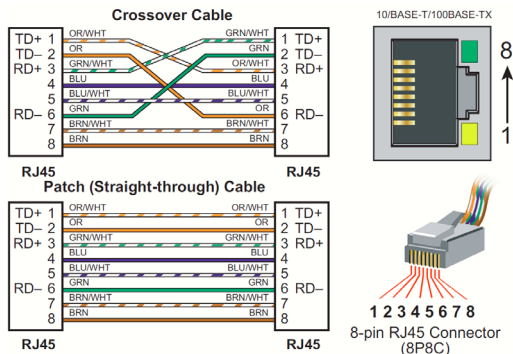 Crossover Cable
TD+ 1 OR/WHT GRN/WHT 1 TD+
TD– 2 OR GRN 2 TD–
RD+ 3 GRN/WHT OR/WHT 3 RD+
4 BLU BLU 4
5 BLU/WHT BLU/WHT 5
RD– 6 GRN OR 6 RD–
7 BRN/WHT BRN/WHT 7
8 BRN BRN 8
RJ45 RJ45
Patch (Straight-through) Cable
TD+ 1 OR/WHT OR/WHT 1 TD+
TD– 2 OR OR 2 TD–
RD+ 3 GRN/WHT GRN/WHT 3 RD+
4 BLU BLU 4
5 BLU/WHT BLU/WHT 5
RD– 6 GRN GRN 6 RD–
7 BRN/WHT BRN/WHT 7
8 BRN BRN 8
RJ45 RJ45
10/BASE-T/100BASE-TX
8
1
1 2 3 4 5 6 7 8
8-pin RJ45 Connector
(8P8C)